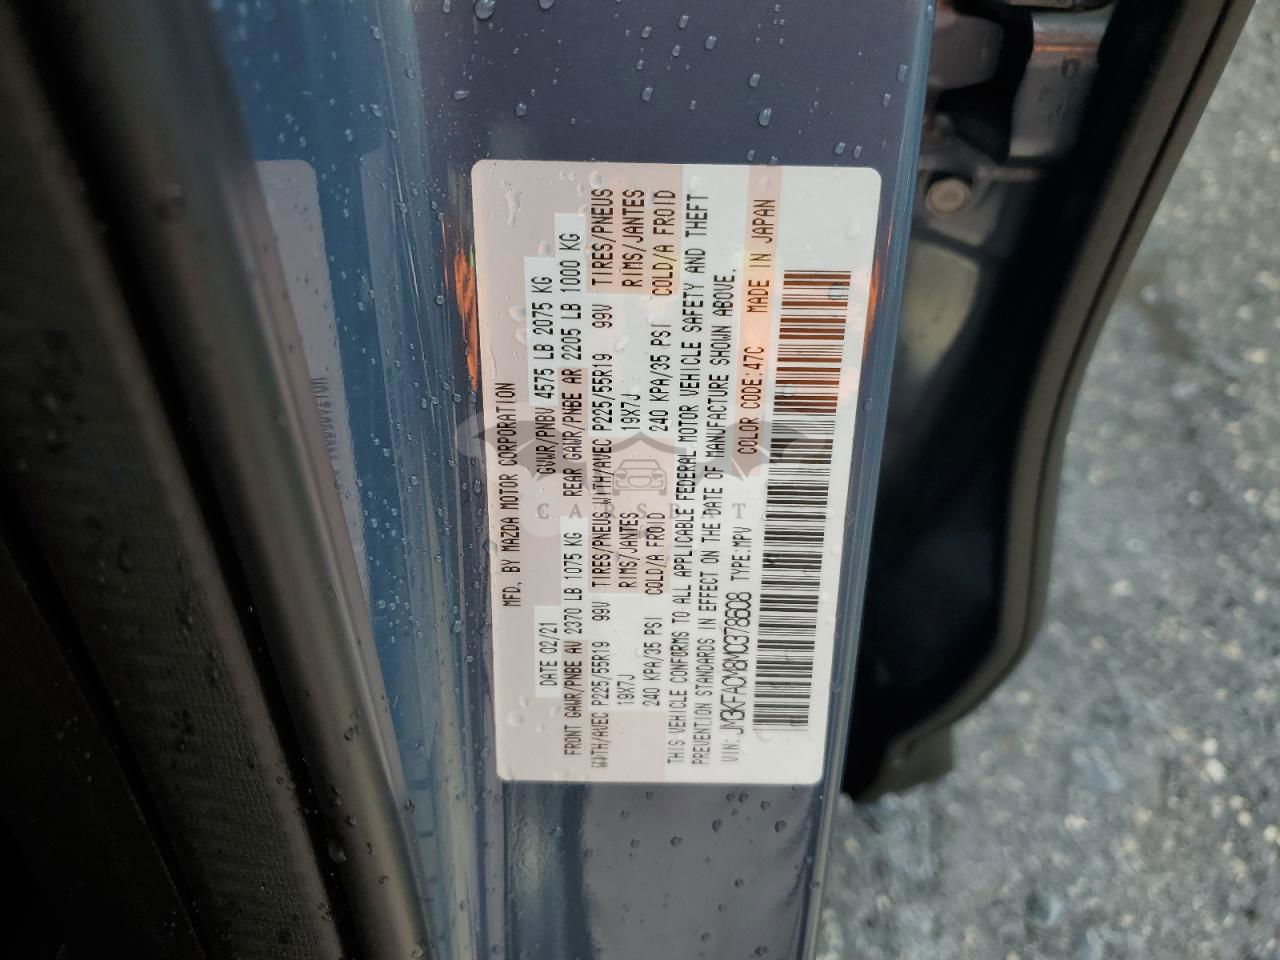 MFD. BY MAZDA MOTOR CORPORATION
DATE 02/21 GVWR/PNBV 4575 LB 2075 KG
FRONT GAWR/PNBE AV 2370 LB 1075 KG REAR GAWR/PNBE AR 2205 LB 1000 KG
WITH/AVEC P225/55R19 99V TIRES/PNEUS WITH/AVEC P225/55R19 99V TIRES/PNEUS
19X7J RIMS/JANTES 19X7J RIMS/JANTES
240 KPA/35 PSI COLD/A FROID 240 KPA/35 PSI COLD/A FROID
THIS VEHICLE CONFORMS TO ALL APPLICABLE FEDERAL MOTOR VEHICLE SAFETY AND THEFT
PREVENTION STANDARDS IN EFFECT ON THE DATE OF MANUFACTURE SHOWN ABOVE.
VIN: JM3KFACM8M0378608 TYPE:MPV COLOR CODE:47C MADE IN JAPAN